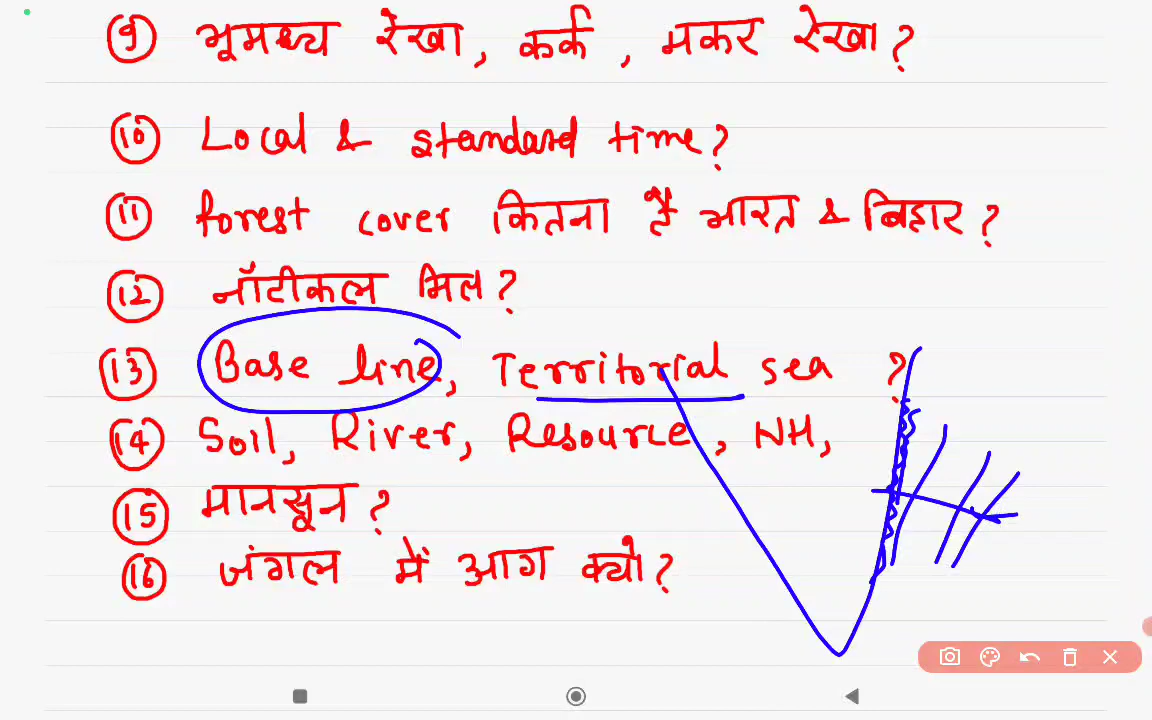 9 भूमध्य रेखा, कर्क, मकर रेखा?
10 Local & standard time?
11 forest cover कितना है भारत & बिहार?
12 नॉटीकल मिल?
13 Base line, Territorial sea ?
14 Soil, River, Resource, NH,
15 मानसून?
16 जंगल में आग क्यो?